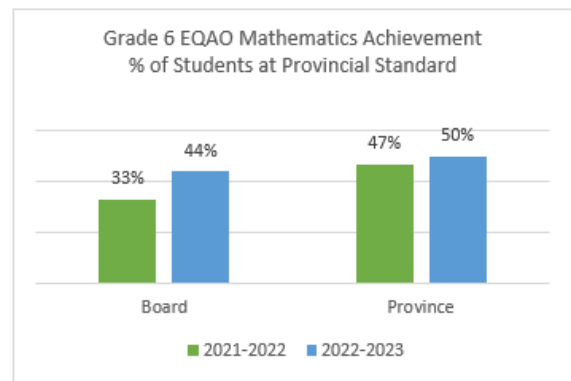 Grade 6 EQAO Mathematics Achievement
% of Students at Provincial Standard
33%
44%
47%
50%
Board
Province
2021-2022
2022-2023